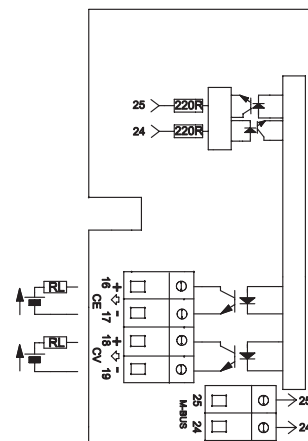 25 220R
24 220R
RL
16 +
CE
17 -
RL
18 +
CV
19 -
25 25
M-BUS
24 24